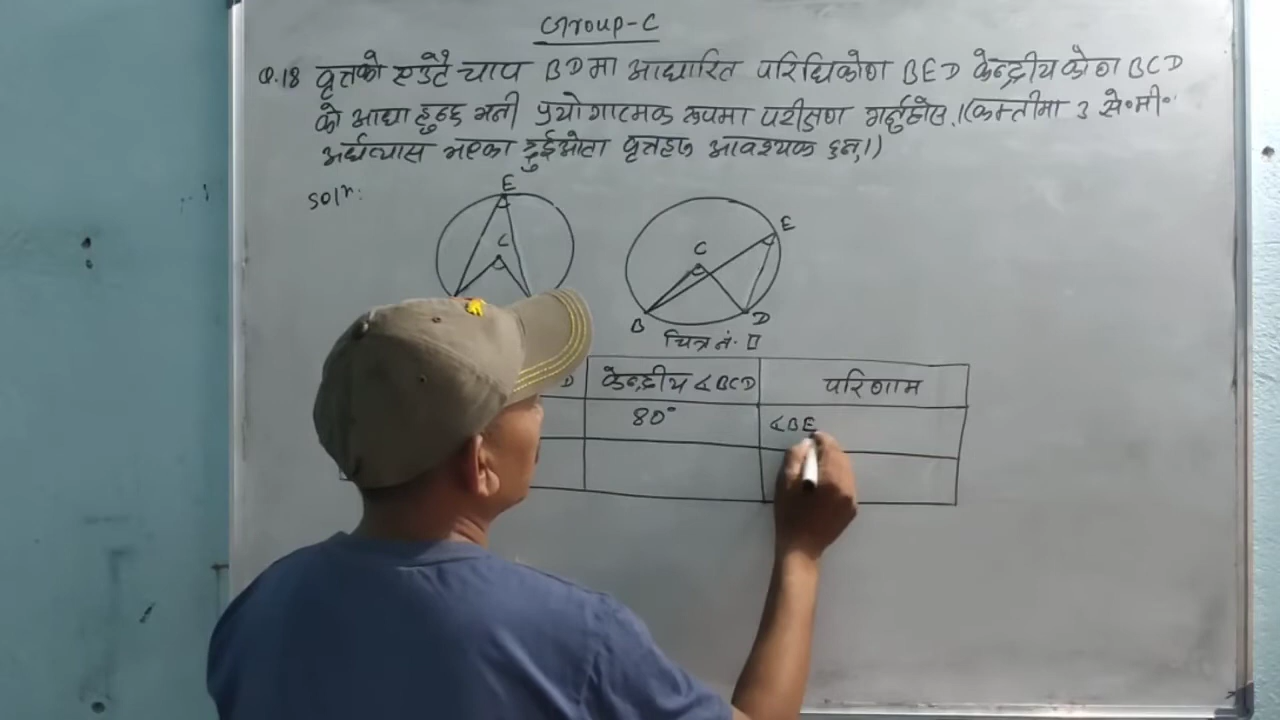 Group-C
Q.18 वृत्तको एउटै चाप BD मा आधारित परिधिकोण BED केन्द्रीय कोण BCD
को आधा हुन्छ भनी प्रयोगात्मक रूपमा परीक्षण गर्नुहोस् ।(कम्तीमा 3 से॰मी॰
अर्धव्यास भएका दुईओटा वृत्तहरू आवश्यक छन् ।)
Solⁿ:
E
C
E
C
B
D
चित्र नं. II
D
केन्द्रीय ∠BCD
परिणाम
80°
∠BE